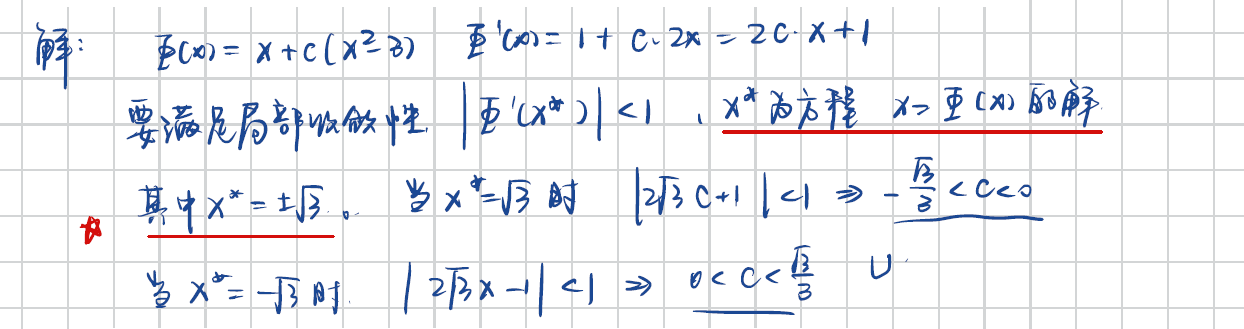 解: Φ(x) = x + c(x² - 3) Φ'(x) = 1 + c·2x = 2c·x + 1
要满足局部收敛性 |Φ'(x*)| < 1 , x*为方程 x = Φ(x) 的解
其中 x* = ±√3 。 当 x* = √3 时 |2√3 c + 1| < 1 ⇒ -√3/3 < c < 0
当 x* = -√3 时. |2√3 x - 1| < 1 ⇒ 0 < c < √3/3 U